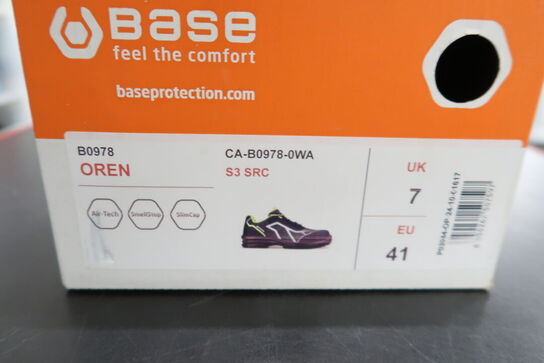 BASE
feel the comfort
baseprotection.com
B0978
OREN
CA-B0978-0WA
S3 SRC
UK
7
EU
41
Air-Tech
SmellStop
SlimCap